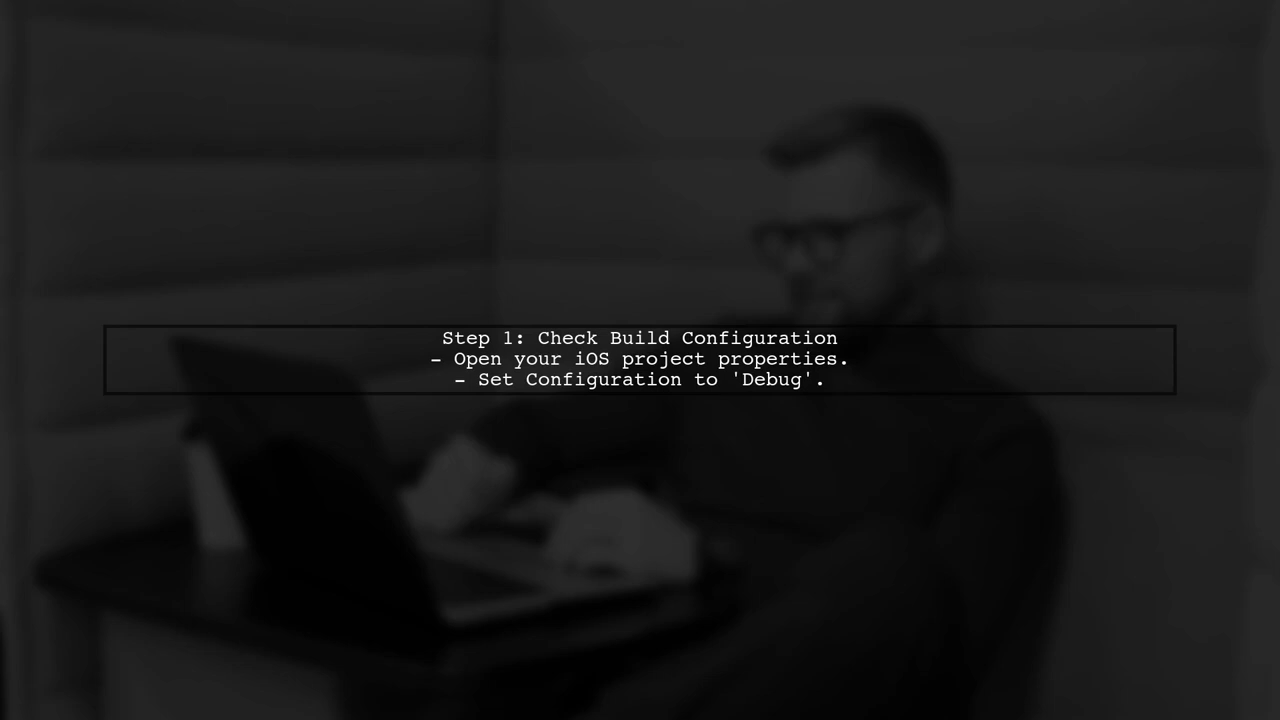 Step 1: Check Build Configuration
- Open your iOS project properties.
- Set Configuration to 'Debug'.